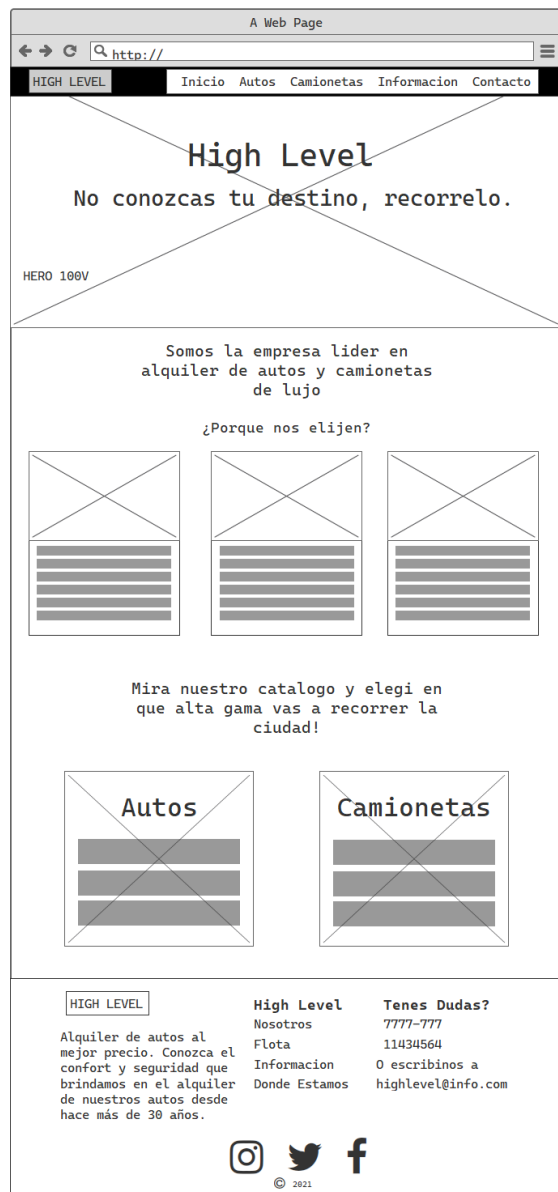 A Web Page
http://
HIGH LEVEL
Inicio Autos Camionetas Informacion Contacto
High Level
No conozcas tu destino, recorrelo.
HERO 100V
Somos la empresa lider en
alquiler de autos y camionetas
de lujo
¿Porque nos elijen?
Mira nuestro catalogo y elegi en
que alta gama vas a recorrer la
ciudad!
Autos
Camionetas
HIGH LEVEL
Alquiler de autos al
mejor precio. Conozca el
confort y seguridad que
brindamos en el alquiler
de nuestros autos desde
hace más de 30 años.
High Level
Nosotros
Flota
Informacion
Donde Estamos
Tenes Dudas?
7777-777
11434564
O escribinos a
highlevel@info.com
© 2021